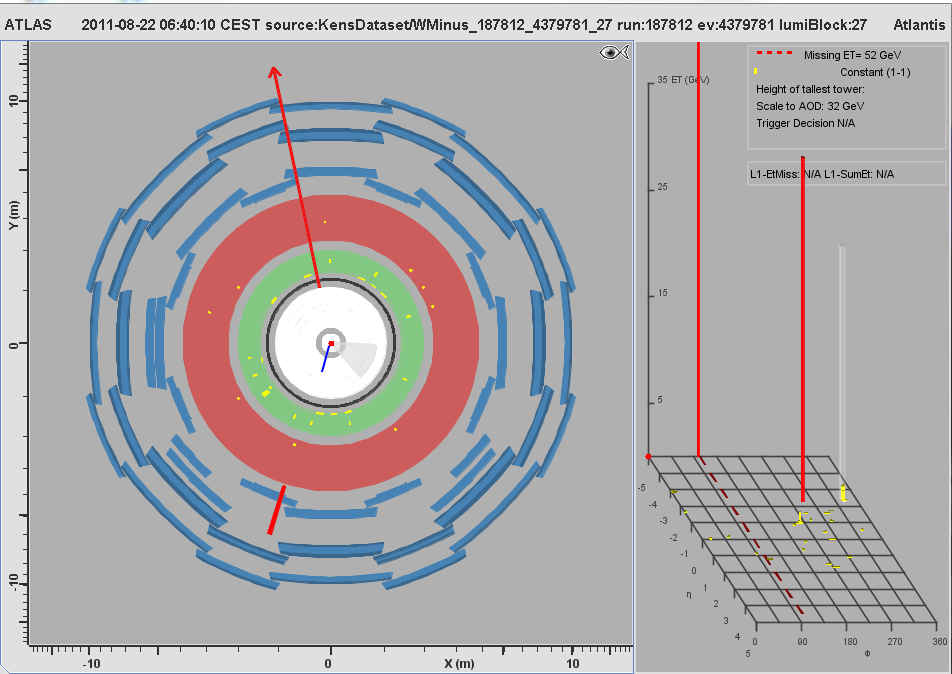 ATLAS 2011-08-22 06:40:10 CEST source:KensDataset/WMinus_187812_4379781_27 run:187812 ev:4379781 lumiBlock:27 Atlantis
10
Y (m)
0
-10
-10 0 X (m) 10
Missing ET= 52 GeV
Constant (1-1)
Height of tallest tower:
Scale to AOD: 32 GeV
Trigger Decision N/A
L1-EtMiss: N/A L1-SumEt: N/A
35 ET (GeV)
25
15
5
-5
-4
-3
-2
-1
0
η 1
2
3
4
5
0 90 180 270 360
Φ